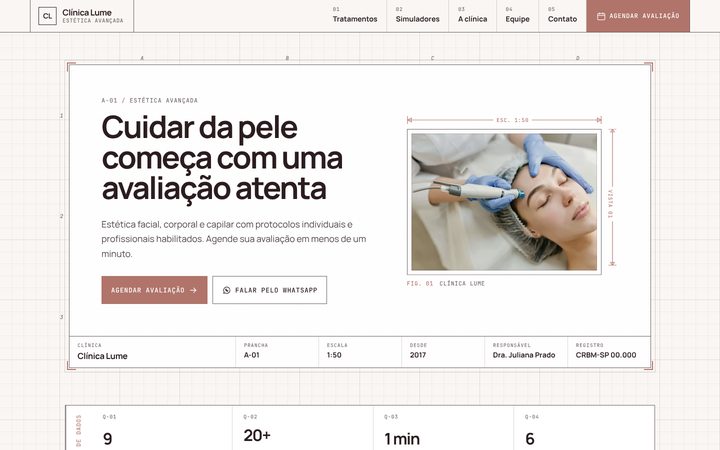 CL
Clínica Lume
ESTÉTICA AVANÇADA
01
Tratamentos
02
Simuladores
03
A clínica
04
Equipe
05
Contato
AGENDAR AVALIAÇÃO
A
B
C
D
1
2
3
A-01 / ESTÉTICA AVANÇADA
Cuidar da pele
começa com uma
avaliação atenta
Estética facial, corporal e capilar com protocolos individuais e
profissionais habilitados. Agende sua avaliação em menos de um
minuto.
AGENDAR AVALIAÇÃO →
FALAR PELO WHATSAPP
ESC. 1:50
VISTA 01
FIG. 01 CLÍNICA LUME
CLÍNICA
Clínica Lume
PRANCHA
A-01
ESCALA
1:50
DESDE
2017
RESPONSÁVEL
Dra. Juliana Prado
REGISTRO
CRBM-SP 00.000
DE DADOS
Q-01
9
Q-02
20+
Q-03
1 min
Q-04
6